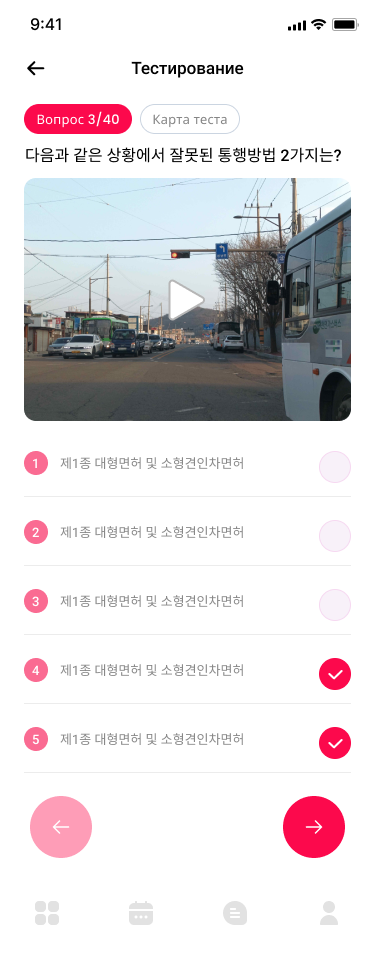 9:41
Тестирование
Вопрос 3/40
Карта теста
다음과 같은 상황에서 잘못된 통행방법 2가지는?
1 제1종 대형면허 및 소형견인차면허
2 제1종 대형면허 및 소형견인차면허
3 제1종 대형면허 및 소형견인차면허
4 제1종 대형면허 및 소형견인차면허
5 제1종 대형면허 및 소형견인차면허